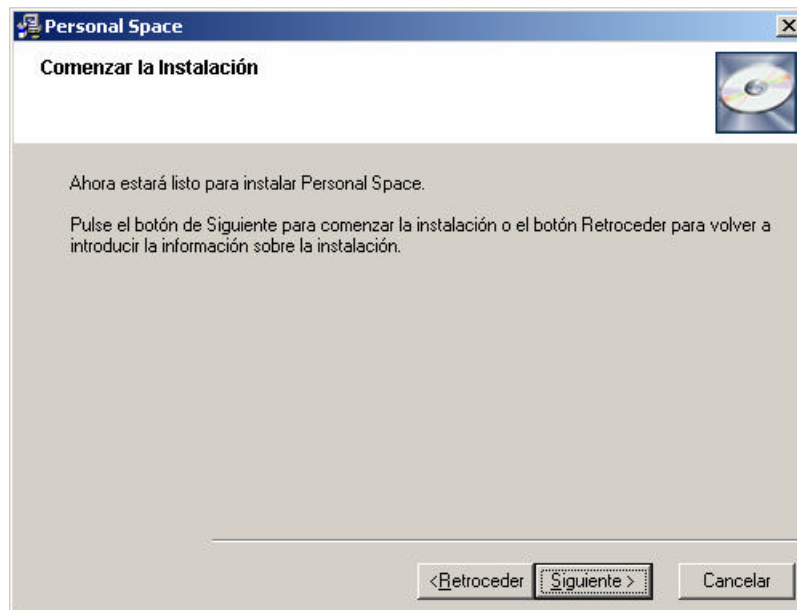 Personal Space
Comenzar la Instalación
Ahora estará listo para instalar Personal Space.
Pulse el botón de Siguiente para comenzar la instalación o el botón Retroceder para volver a
introducir la información sobre la instalación.
<Retroceder
Siguiente >
Cancelar